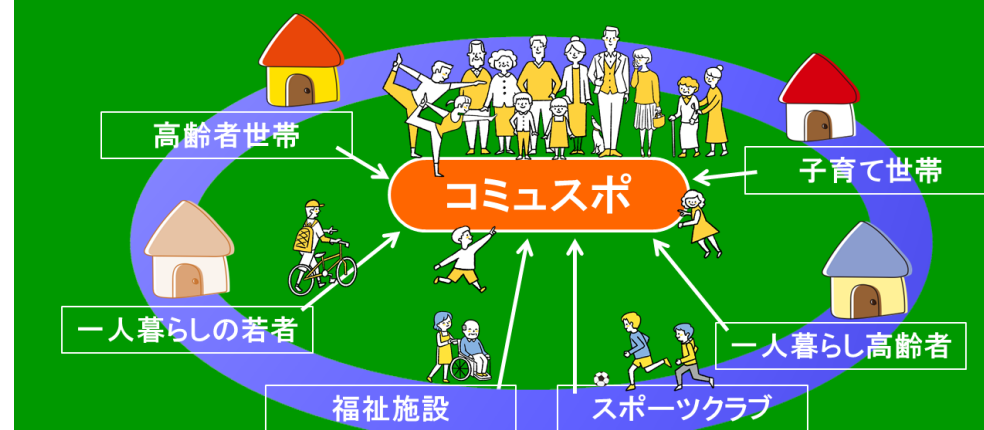 高齢者世帯
コミュスポ
子育て世帯
一人暮らしの若者
一人暮らし高齢者
福祉施設
スポーツクラブ